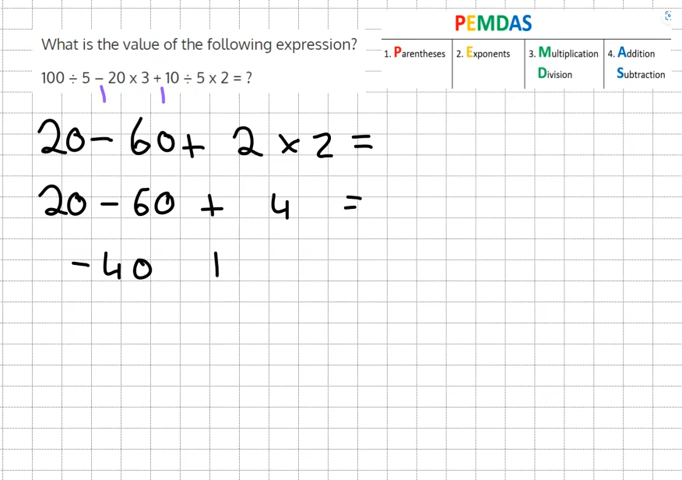 PEMDAS
What is the value of the following expression?
1. Parentheses 2. Exponents 3. Multiplication Division 4. Addition Subtraction
100 ÷ 5 – 20 x 3 + 10 ÷ 5 x 2 = ?
20 - 60 + 2 x 2 =
20 - 60 + 4 =
-40